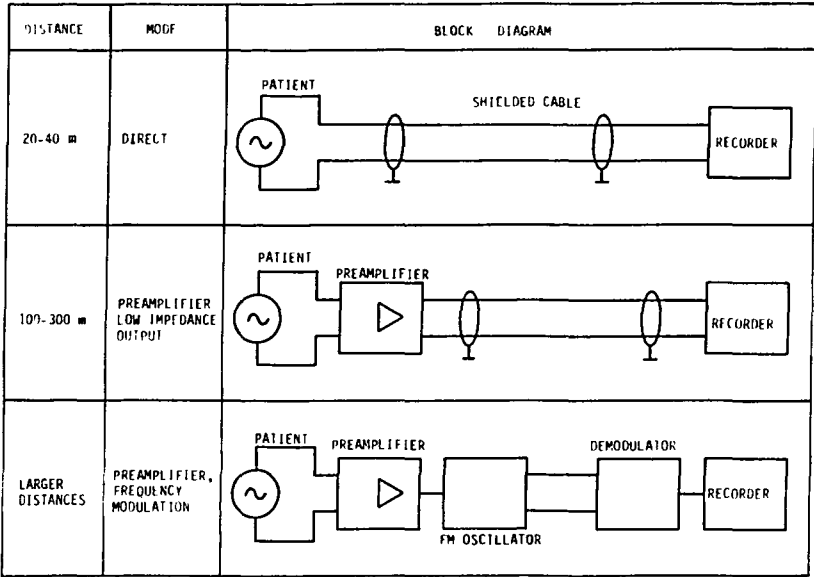 DISTANCE MODE BLOCK DIAGRAM
20-40 m
DIRECT
PATIENT
SHIELDED CABLE
RECORDER
100-300 m
PREAMPLIFIER
LOW IMPEDANCE
OUTPUT
PATIENT
PREAMPLIFIER
RECORDER
LARGER
DISTANCES
PREAMPLIFIER,
FREQUENCY
MODULATION
PATIENT
PREAMPLIFIER
FM OSCILLATOR
DEMODULATOR
RECORDER